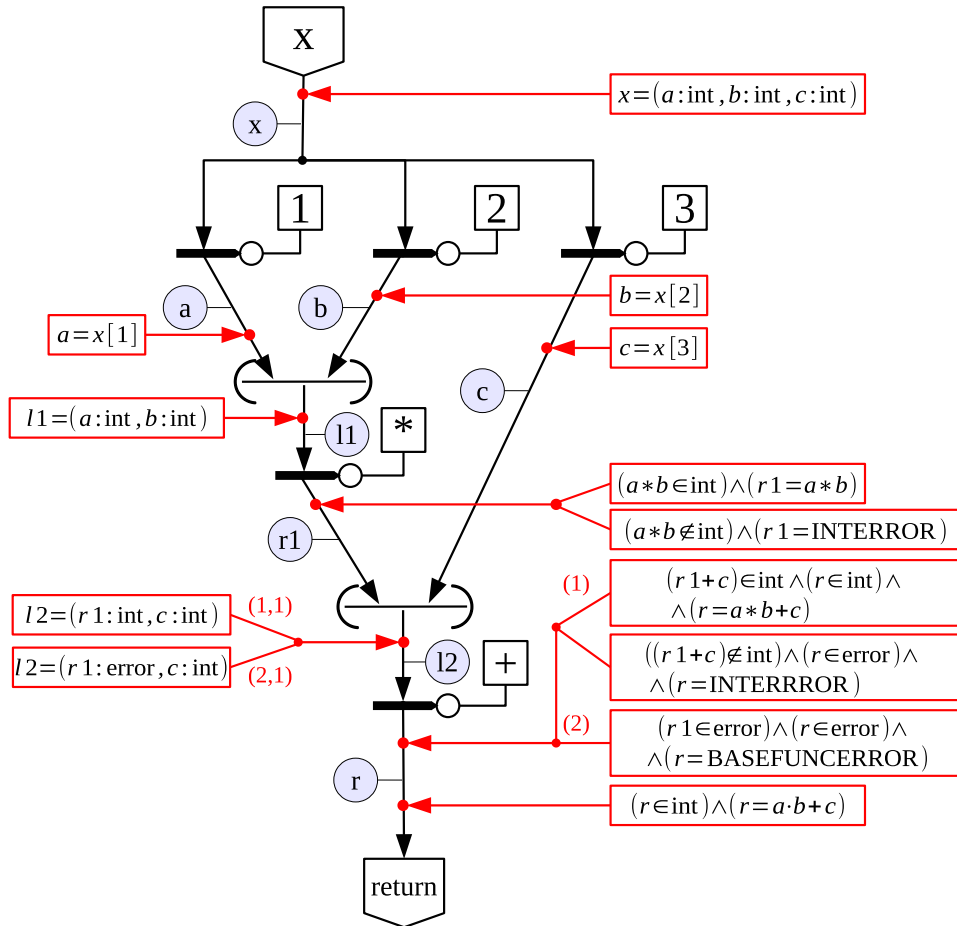 x
x=(a:int,b:int,c:int)
x
1
2
3
a
b
b=x[2]
a=x[1]
c=x[3]
c
l1=(a:int,b:int)
l1
*
(a*b∈int)∧(r1=a*b)
(a*b∉int)∧(r1=INTERROR)
r1
(1)
(r1+c)∈int∧(r∈int)∧
∧(r=a*b+c)
l2=(r1:int,c:int)
(1,1)
((r1+c)∉int)∧(r∈error)∧
∧(r=INTERRROR)
l2=(r1:error,c:int)
(2,1)
l2
+
(2)
(r1∈error)∧(r∈error)∧
∧(r=BASEFUNCERROR)
r
(r∈int)∧(r=a·b+c)
return